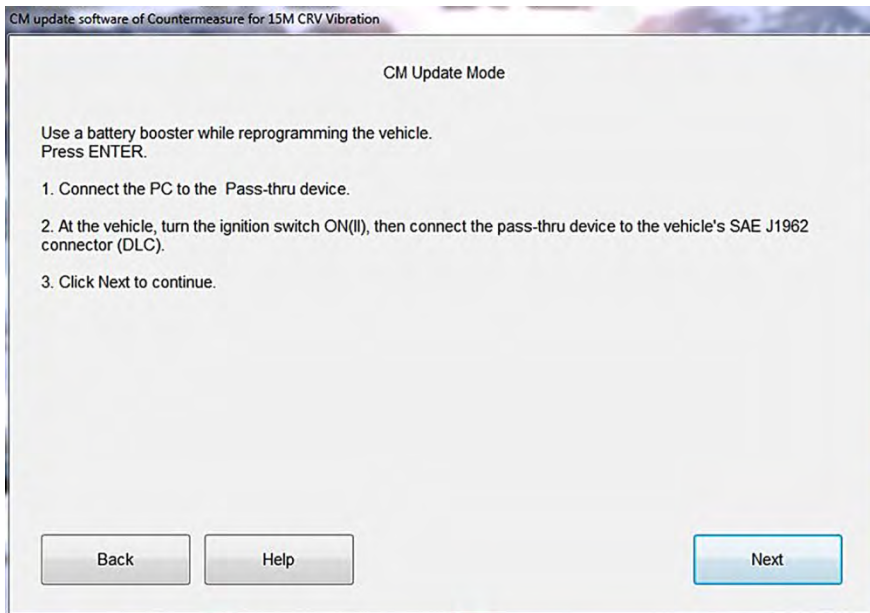 CM update software of Countermeasure for 15M CRV Vibration
CM Update Mode
Use a battery booster while reprogramming the vehicle.
Press ENTER.
1. Connect the PC to the Pass-thru device.
2. At the vehicle, turn the ignition switch ON(II), then connect the pass-thru device to the vehicle's SAE J1962
connector (DLC).
3. Click Next to continue.
Back
Help
Next